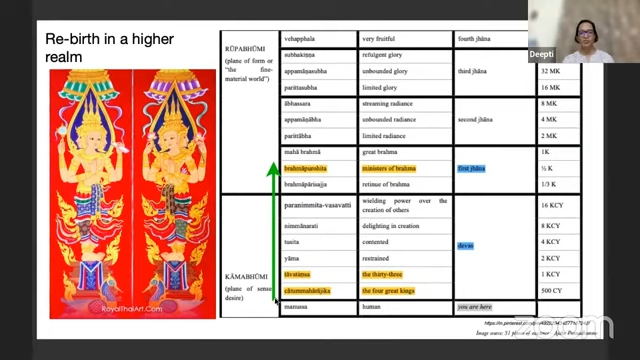 Re-birth in a higher
realm
RŪPABHŪMI
(plane of form or
"the fine-
material world")
vehapphala very fruitful fourth jhāna
subhakiṇṇa refulgent glory
appamāṇasubha unbounded glory third jhāna 32 MK
parittasubha limited glory 16 MK
ābhassara streaming radiance 8 MK
appamāṇābha unbounded radiance second jhāna 4 MK
parittābha limited radiance 2 MK
mahā brahmā great brahma 1K
brahmāpurohita ministers of brahma first jhāna ½ K
brahmāpārisajja retinue of brahma 1/3 K
KĀMABHŪMI
(plane of sense
desire)
paranimmita-vasavatti wielding power over the
creation of others 16 KCY
nimmānarati delighting in creation 8 KCY
tusita contented devas 4 KCY
yāma restrained 2 KCY
tāvatiṃsa the thirty-three 1 KCY
cātummahārājika the four great kings 500 CY
manussa human you are here
RoyalThaiArt.Com
Deepti
zoom